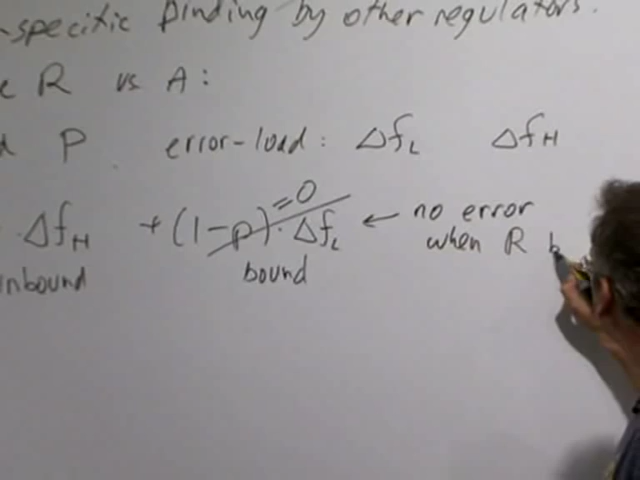 -specific binding by other regulators.
R vs A:
P error-load: Δf_L Δf_H
=0
· Δf_H + (1-p) · Δf_L ← no error
when R b
unbound bound